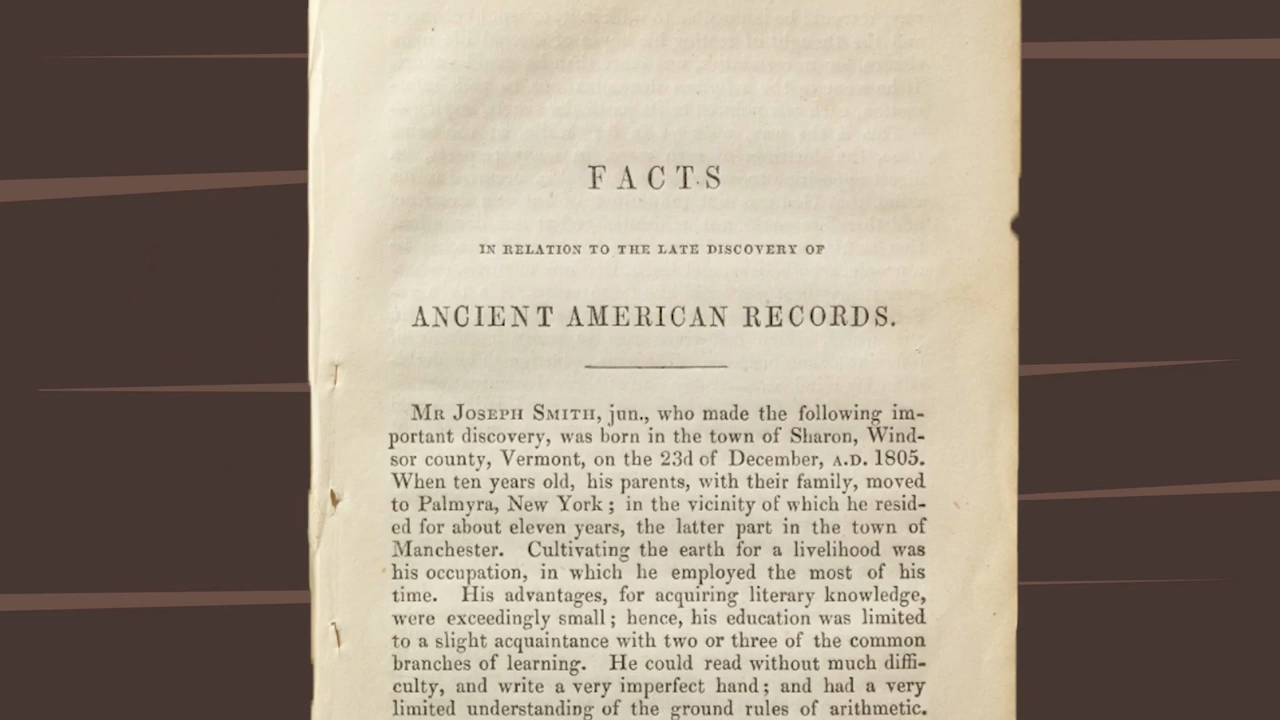 FACTS
IN RELATION TO THE LATE DISCOVERY OF
ANCIENT AMERICAN RECORDS.
MR JOSEPH SMITH, jun., who made the following im-
portant discovery, was born in the town of Sharon, Wind-
sor county, Vermont, on the 23d of December, A.D. 1805.
When ten years old, his parents, with their family, moved
to Palmyra, New York; in the vicinity of which he resid-
ed for about eleven years, the latter part in the town of
Manchester. Cultivating the earth for a livelihood was
his occupation, in which he employed the most of his
time. His advantages, for acquiring literary knowledge,
were exceedingly small; hence, his education was limited
to a slight acquaintance with two or three of the common
branches of learning. He could read without much diffi-
culty, and write a very imperfect hand; and had a very
limited understanding of the ground rules of arithmetic.